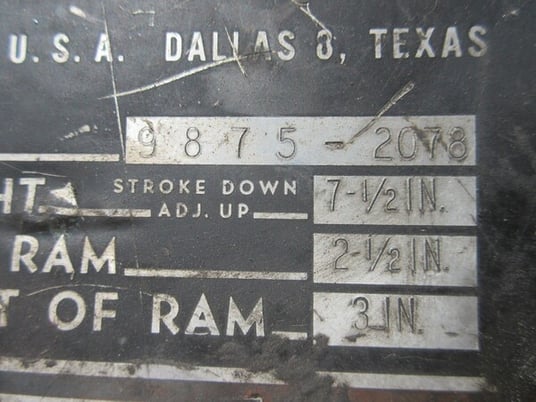 U.S.A. DALLAS 8, TEXAS
9875-2078
HT. STROKE DOWN 7-1/2 IN.
ADJ. UP
RAM 2-1/2 IN.
T OF RAM 3 IN.